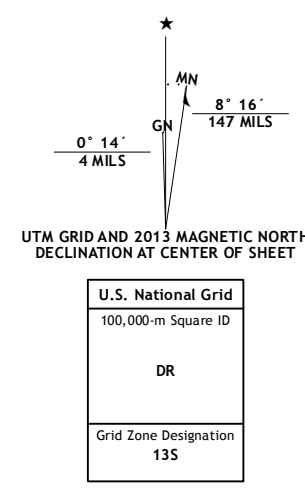 ★
MN
8° 16´
147 MILS
GN
0° 14´
4 MILS
UTM GRID AND 2013 MAGNETIC NORTH
DECLINATION AT CENTER OF SHEET
U.S. National Grid
100,000-m Square ID
DR
Grid Zone Designation
13S